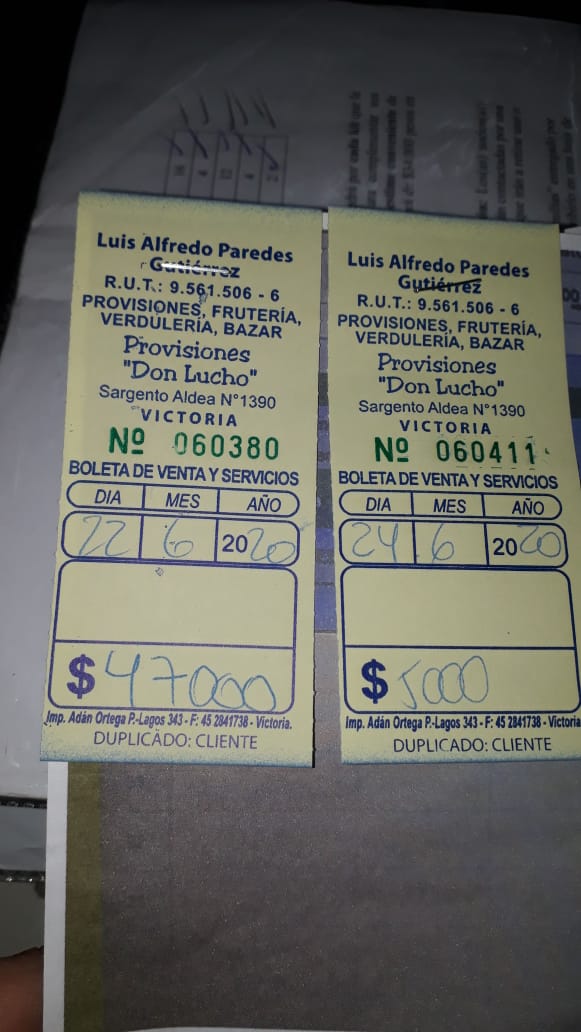 Luis Alfredo Paredes
Gutiérrez
R.U.T.: 9.561.506 - 6
PROVISIONES, FRUTERÍA,
VERDULERÍA, BAZAR
Provisiones
"Don Lucho"
Sargento Aldea N°1390
VICTORIA
Nº 060380
BOLETA DE VENTA Y SERVICIOS
DIA MES AÑO
22 6 2020
$ 47000
Imp. Adán Ortega P.-Lagos 343 - F: 45 2841738 - Victoria.
DUPLICADO: CLIENTE
Luis Alfredo Paredes
Gutiérrez
R.U.T.: 9.561.506 - 6
PROVISIONES, FRUTERÍA,
VERDULERÍA, BAZAR
Provisiones
"Don Lucho"
Sargento Aldea N°1390
VICTORIA
Nº 060411
BOLETA DE VENTA Y SERVICIOS
DIA MES AÑO
24 6 2020
$ 5000
Imp. Adán Ortega P.-Lagos 343 - F: 45 2841738 - Victoria
DUPLICADO: CLIENTE